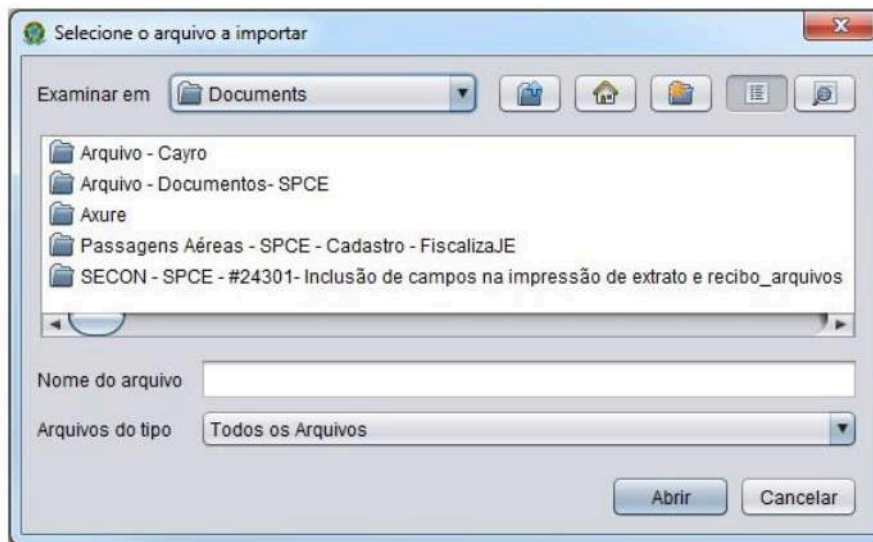 Selecione o arquivo a importar
Examinar em Documents
Arquivo - Cayro
Arquivo - Documentos- SPCE
Axure
Passagens Aéreas - SPCE - Cadastro - FiscalizaJE
SECON - SPCE - #24301- Inclusão de campos na impressão de extrato e recibo_arquivos
Nome do arquivo
Arquivos do tipo Todos os Arquivos
Abrir Cancelar